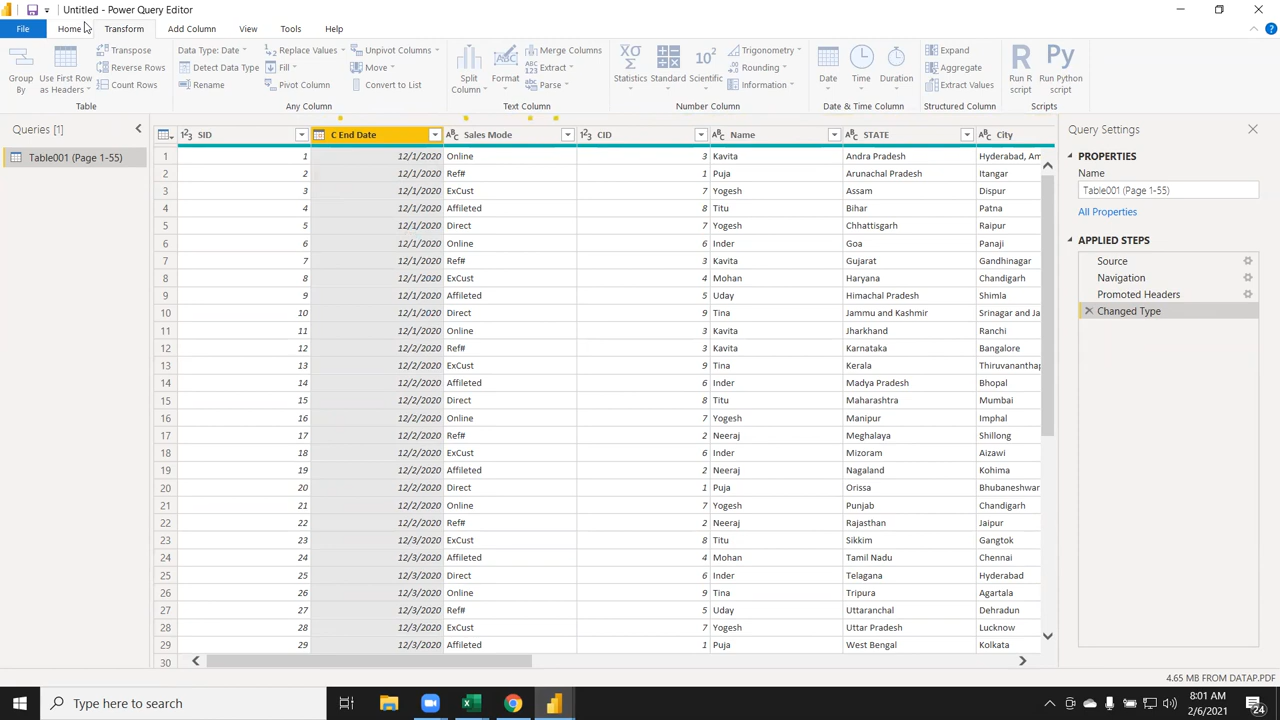 Untitled - Power Query Editor
File Home Transform Add Column View Tools Help
Group By
Use First Row as Headers
Transpose
Reverse Rows
Count Rows
Table
Data Type: Date
Detect Data Type
Rename
Replace Values
Fill
Pivot Column
Unpivot Columns
Move
Convert to List
Any Column
Split Column
Format
Merge Columns
Extract
Parse
Text Column
Statistics
Standard
Scientific
Trigonometry
Rounding
Information
Number Column
Date
Time
Duration
Date & Time Column
Expand
Aggregate
Extract Values
Structured Column
Run R script
Run Python script
Scripts
Queries [1]
Table001 (Page 1-55)
SID C End Date Sales Mode CID Name STATE City
1 1 12/1/2020 Online 3 Kavita Andra Pradesh Hyderabad, Am
2 2 12/1/2020 Ref# 1 Puja Arunachal Pradesh Itangar
3 3 12/1/2020 ExCust 7 Yogesh Assam Dispur
4 4 12/1/2020 Affileted 8 Titu Bihar Patna
5 5 12/1/2020 Direct 7 Yogesh Chhattisgarh Raipur
6 6 12/1/2020 Online 6 Inder Goa Panaji
7 7 12/1/2020 Ref# 3 Kavita Gujarat Gandhinagar
8 8 12/1/2020 ExCust 4 Mohan Haryana Chandigarh
9 9 12/1/2020 Affileted 5 Uday Himachal Pradesh Shimla
10 10 12/1/2020 Direct 9 Tina Jammu and Kashmir Srinagar and Ja
11 11 12/1/2020 Online 3 Kavita Jharkhand Ranchi
12 12 12/2/2020 Ref# 3 Kavita Karnataka Bangalore
13 13 12/2/2020 ExCust 9 Tina Kerala Thiruvananthap
14 14 12/2/2020 Affileted 6 Inder Madya Pradesh Bhopal
15 15 12/2/2020 Direct 8 Titu Maharashtra Mumbai
16 16 12/2/2020 Online 7 Yogesh Manipur Imphal
17 17 12/2/2020 Ref# 2 Neeraj Meghalaya Shillong
18 18 12/2/2020 ExCust 6 Inder Mizoram Aizawi
19 19 12/2/2020 Affileted 2 Neeraj Nagaland Kohima
20 20 12/2/2020 Direct 1 Puja Orissa Bhubaneshwar
21 21 12/2/2020 Online 7 Yogesh Punjab Chandigarh
22 22 12/2/2020 Ref# 2 Neeraj Rajasthan Jaipur
23 23 12/3/2020 ExCust 8 Titu Sikkim Gangtok
24 24 12/3/2020 Affileted 4 Mohan Tamil Nadu Chennai
25 25 12/3/2020 Direct 6 Inder Telagana Hyderabad
26 26 12/3/2020 Online 9 Tina Tripura Agartala
27 27 12/3/2020 Ref# 5 Uday Uttaranchal Dehradun
28 28 12/3/2020 ExCust 7 Yogesh Uttar Pradesh Lucknow
29 29 12/3/2020 Affileted 1 Puja West Bengal Kolkata
30
Query Settings
PROPERTIES
Name
Table001 (Page 1-55)
All Properties
APPLIED STEPS
Source
Navigation
Promoted Headers
Changed Type
4.65 MB FROM DATAP.PDF
Type here to search
8:01 AM
2/6/2021
24